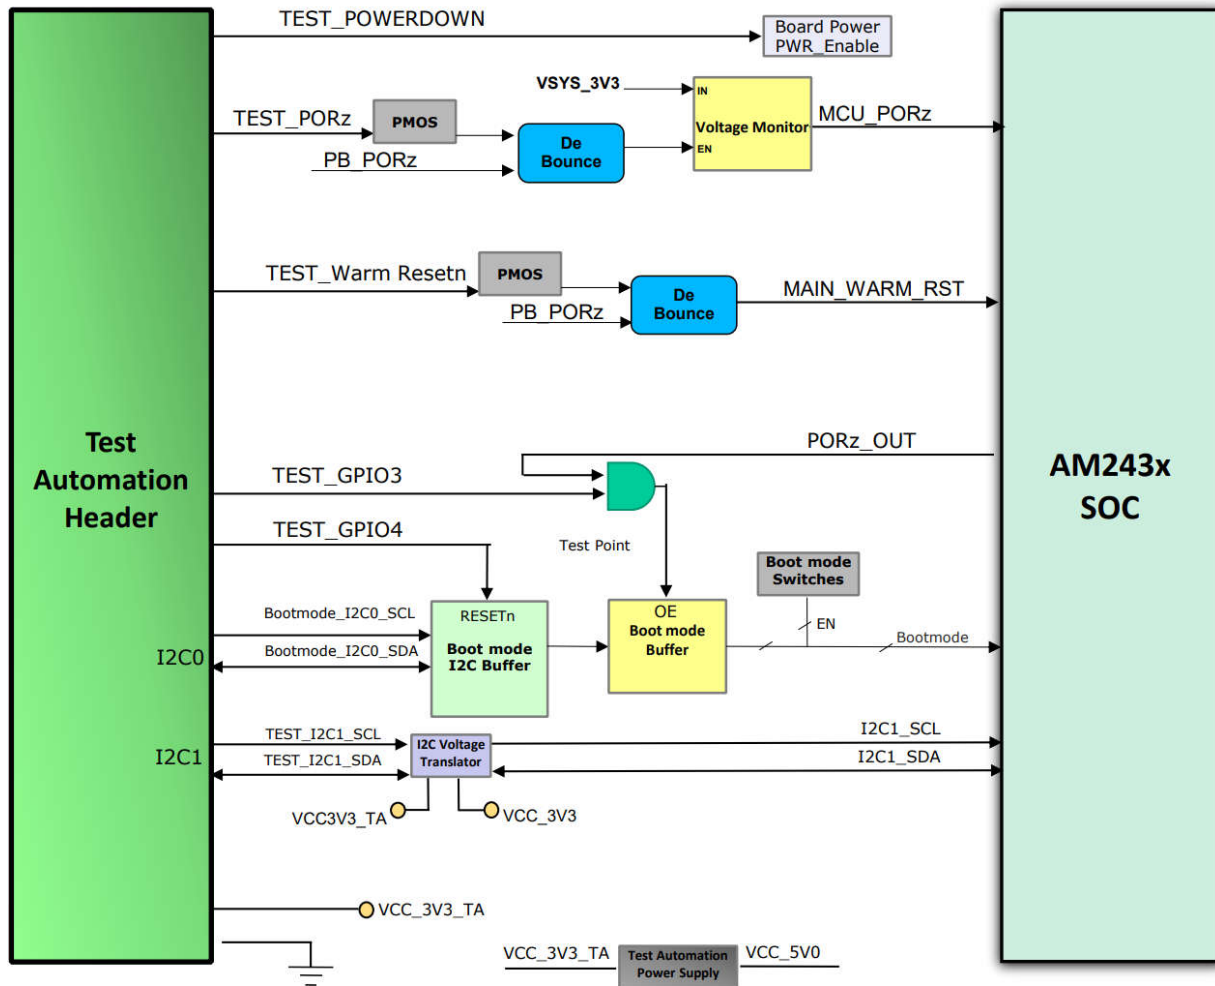 TEST_POWERDOWN
Board Power
PWR_Enable
VSYS_3V3
IN
TEST_PORz
PMOS
Voltage Monitor
MCU_PORz
De
Bounce
EN
PB_PORz
TEST_Warm Resetn
PMOS
De
Bounce
MAIN_WARM_RST
PB_PORz
Test
Automation
Header
AM243x
SOC
PORz_OUT
TEST_GPIO3
TEST_GPIO4
Test Point
Boot mode
Switches
EN
Bootmode_I2C0_SCL
RESETn
OE
Boot mode
Buffer
Bootmode
I2C0
Bootmode_I2C0_SDA
Boot mode
I2C Buffer
TEST_I2C1_SCL
I2C Voltage
Translator
I2C1_SCL
I2C1
TEST_I2C1_SDA
I2C1_SDA
VCC3V3_TA
VCC_3V3
VCC_3V3_TA
VCC_3V3_TA
Test Automation
Power Supply
VCC_5V0